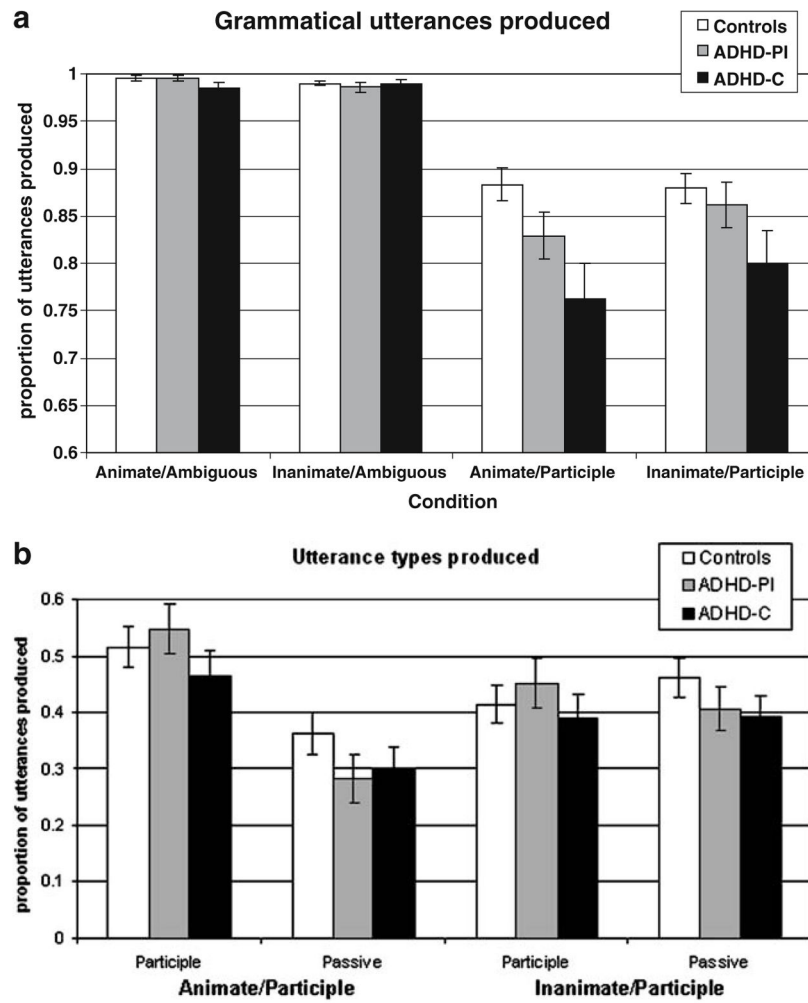 a
Grammatical utterances produced
Controls
ADHD-PI
ADHD-C
proportion of utterances produced
1
0.95
0.9
0.85
0.8
0.75
0.7
0.65
0.6
Animate/Ambiguous Inanimate/Ambiguous Animate/Participle Inanimate/Participle
Condition
b
Utterance types produced
Controls
ADHD-PI
ADHD-C
proportion of utterances produced
0.6
0.5
0.4
0.3
0.2
0.1
0
Participle Passive Participle Passive
Animate/Participle Inanimate/Participle